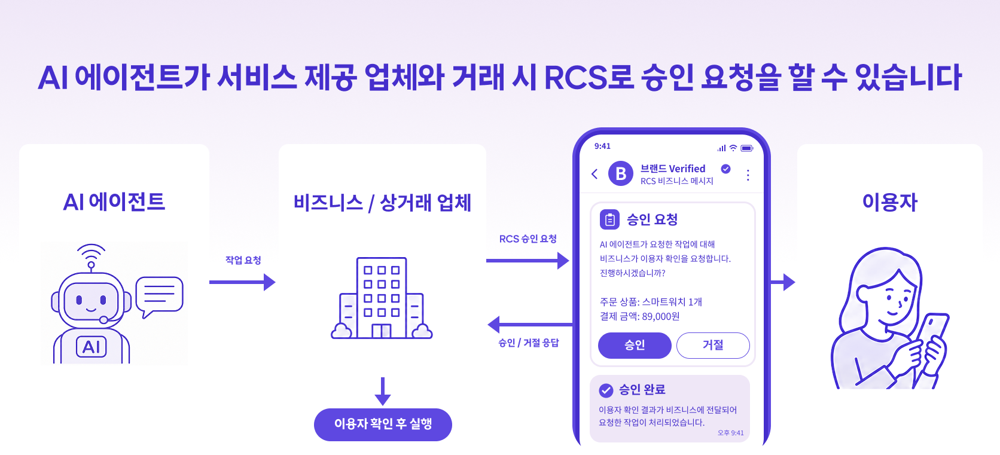 AI 에이전트가 서비스 제공 업체와 거래 시 RCS로 승인 요청을 할 수 있습니다
AI 에이전트
AI
작업 요청
비즈니스 / 상거래 업체
이용자 확인 후 실행
RCS 승인 요청
승인 / 거절 응답
9:41
B
브랜드 Verified
RCS 비즈니스 메시지
승인 요청
AI 에이전트가 요청한 작업에 대해
비즈니스가 이용자 확인을 요청합니다.
진행하시겠습니까?
주문 상품: 스마트워치 1개
결제 금액: 89,000원
승인
거절
승인 완료
이용자 확인 결과가 비즈니스에 전달되어
요청한 작업이 처리되었습니다.
오후 9:41
이용자